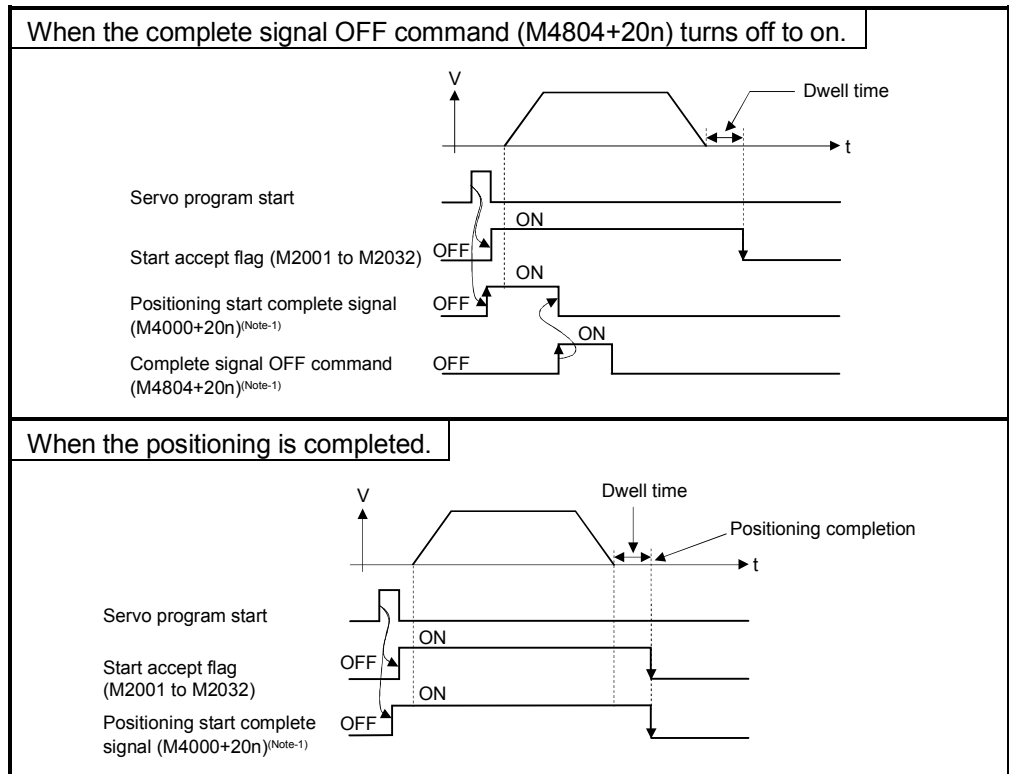 When the complete signal OFF command (M4804+20n) turns off to on.
V
Dwell time
t
Servo program start
ON
Start accept flag (M2001 to M2032)
OFF
ON
Positioning start complete signal
(M4000+20n)(Note-1)
OFF
ON
Complete signal OFF command
(M4804+20n)(Note-1)
OFF
When the positioning is completed.
V
Dwell time
Positioning completion
t
Servo program start
ON
Start accept flag
(M2001 to M2032)
OFF
ON
Positioning start complete
signal (M4000+20n)(Note-1)
OFF